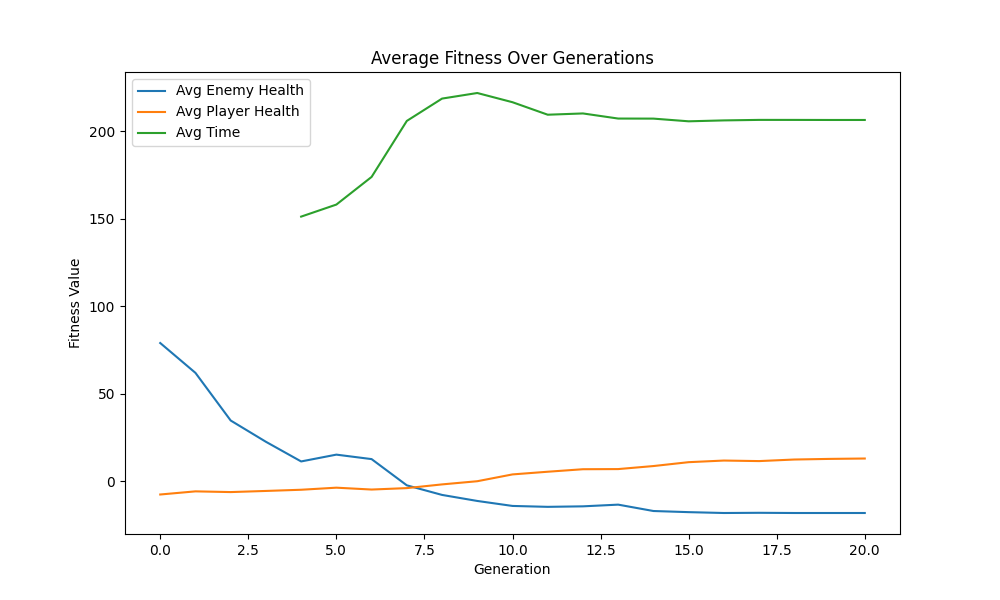 Average Fitness Over Generations
Avg Enemy Health
Avg Player Health
Avg Time
200
150
100
50
0
Fitness Value
0.0 2.5 5.0 7.5 10.0 12.5 15.0 17.5 20.0
Generation